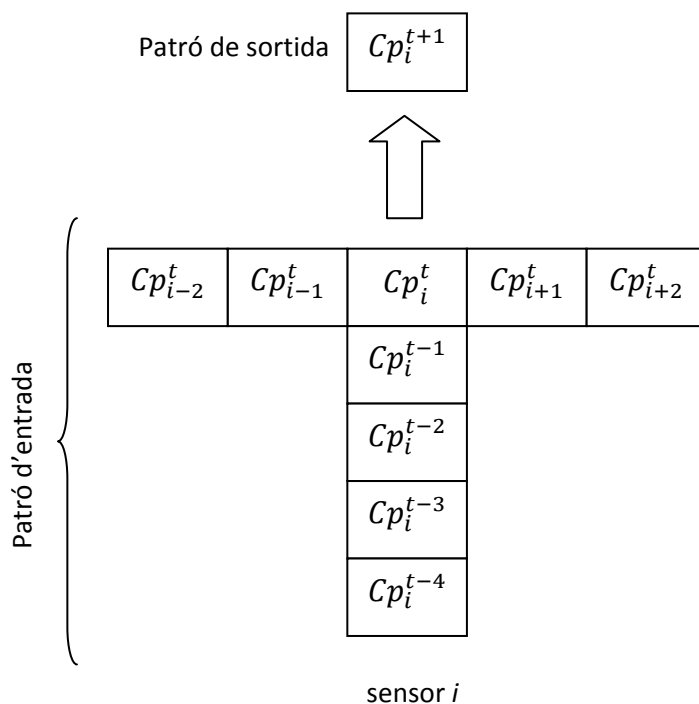 Patró de sortida $Cp_i^{t+1}$
Patró d’entrada
$Cp_{i-2}^{t}$ $Cp_{i-1}^{t}$ $Cp_i^{t}$ $Cp_{i+1}^{t}$ $Cp_{i+2}^{t}$
$Cp_i^{t-1}$
$Cp_i^{t-2}$
$Cp_i^{t-3}$
$Cp_i^{t-4}$
sensor i